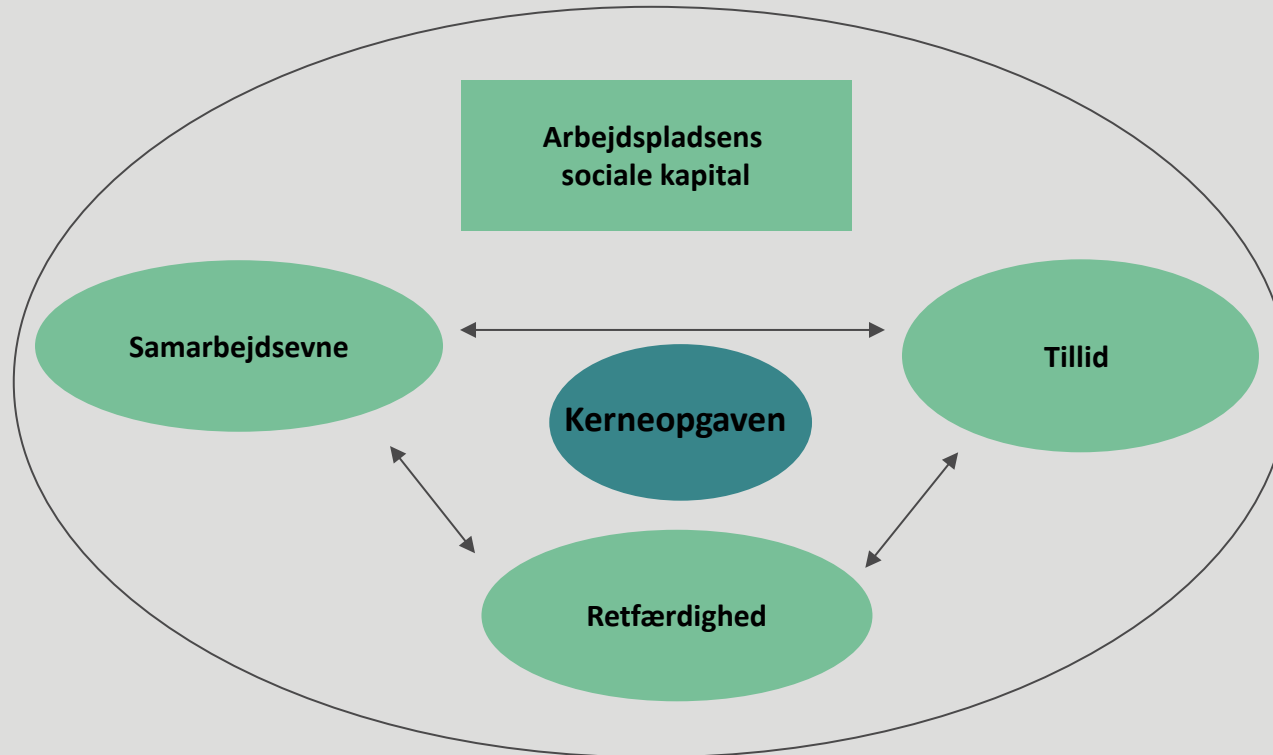 Arbejdspladsens
sociale kapital
Samarbejdsevne
Tillid
Kerneopgaven
Retfærdighed